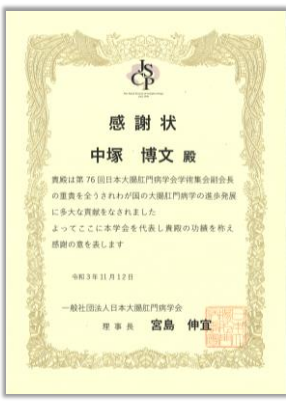 JSCP
感謝状
中塚 博文 殿
貴殿は第76回日本大腸肛門病学会学術集会副会長
の重責を全うされわが国の大腸肛門病学の進歩発展
に多大な貢献をなされました
よってここに本学会を代表し貴殿の功績を称え
感謝の意を表します
令和3年11月12日
一般社団法人日本大腸肛門病学会
理事長 宮島 伸宜